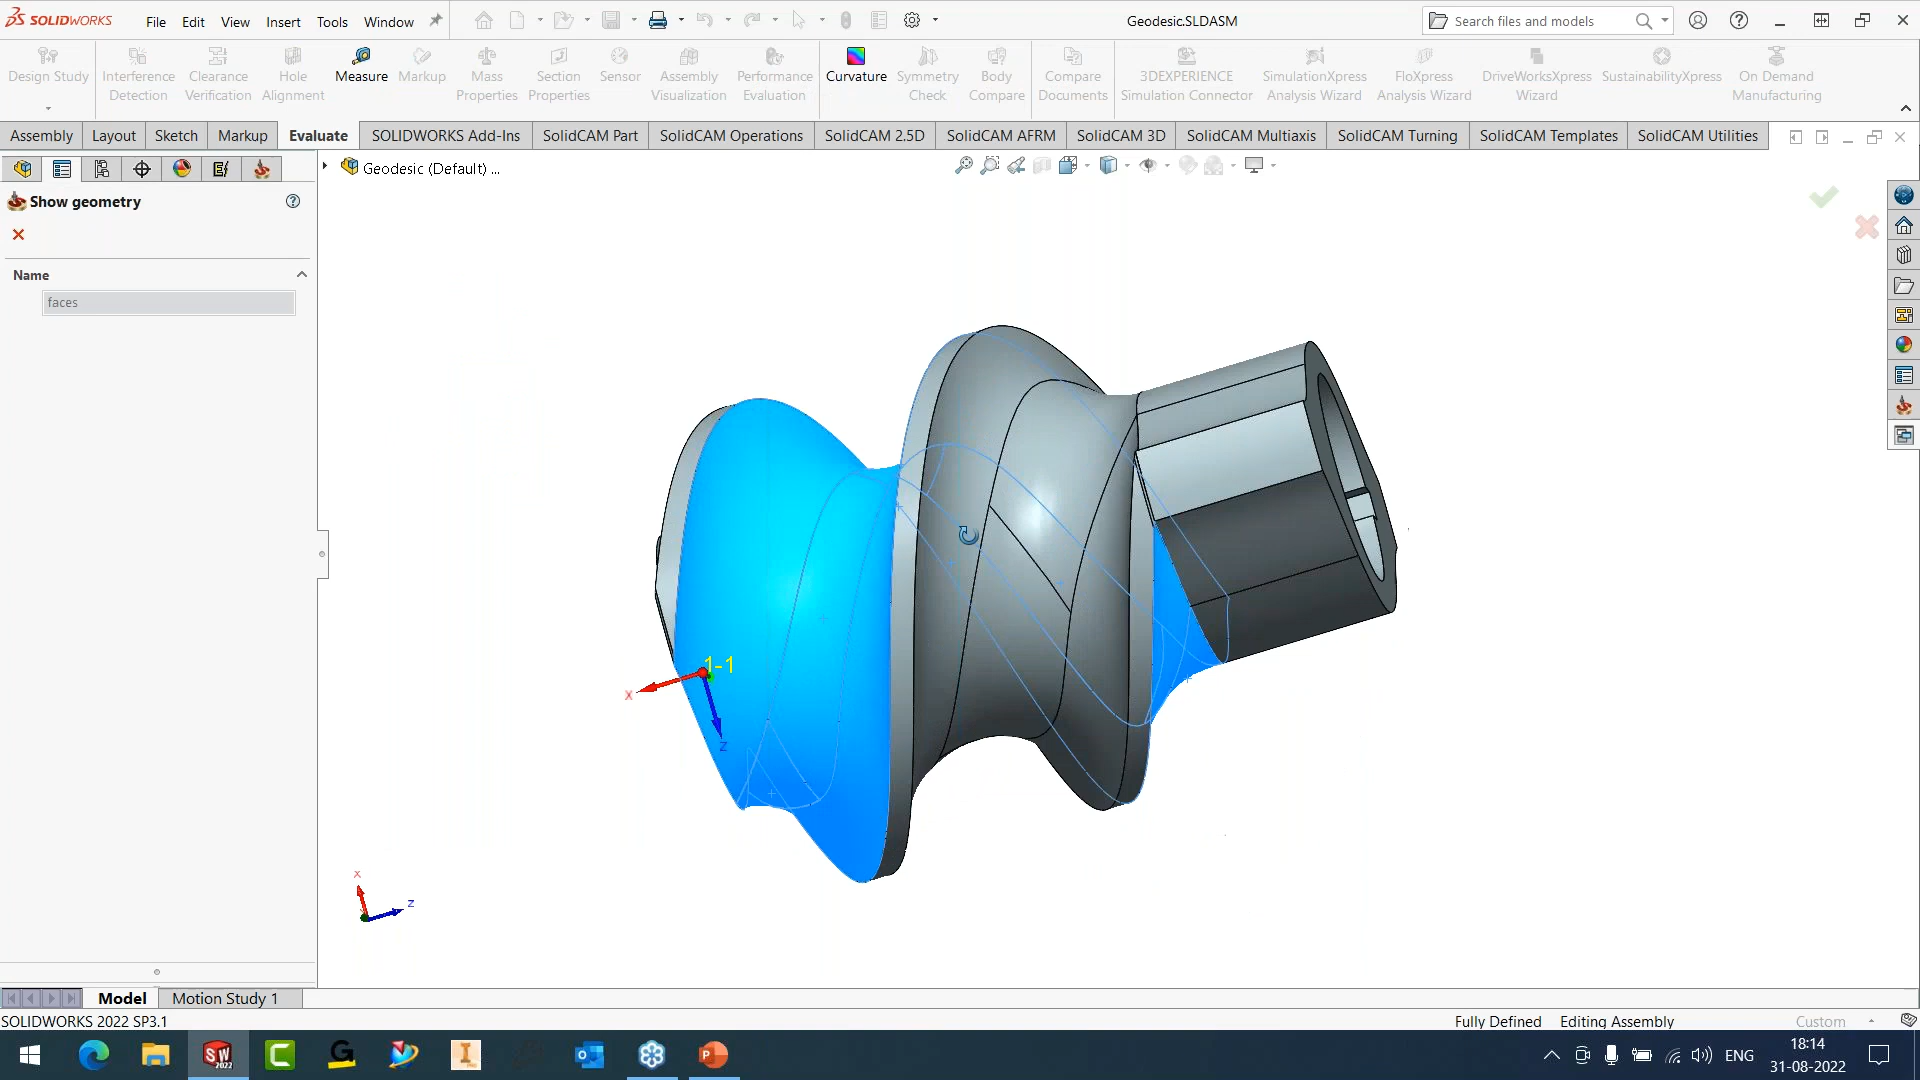 SOLIDWORKS File Edit View Insert Tools Window Geodesic.SLDASM Search files and models
Design Study Interference Detection Clearance Verification Hole Alignment Measure Markup Mass Properties Section Properties Sensor Assembly Visualization Performance Evaluation Curvature Symmetry Check Body Compare Compare Documents 3DEXPERIENCE Simulation Connector SimulationXpress Analysis Wizard FloXpress Analysis Wizard DriveWorksXpress Wizard SustainabilityXpress On Demand Manufacturing
Assembly Layout Sketch Markup Evaluate SOLIDWORKS Add-Ins SolidCAM Part SolidCAM Operations SolidCAM 2.5D SolidCAM AFRM SolidCAM 3D SolidCAM Multiaxis SolidCAM Turning SolidCAM Templates SolidCAM Utilities
Geodesic (Default) ...
Show geometry
Name
faces
1-1
X
Z
X
Z
Model Motion Study 1
SOLIDWORKS 2022 SP3.1 Fully Defined Editing Assembly Custom
ENG 18:14
31-08-2022